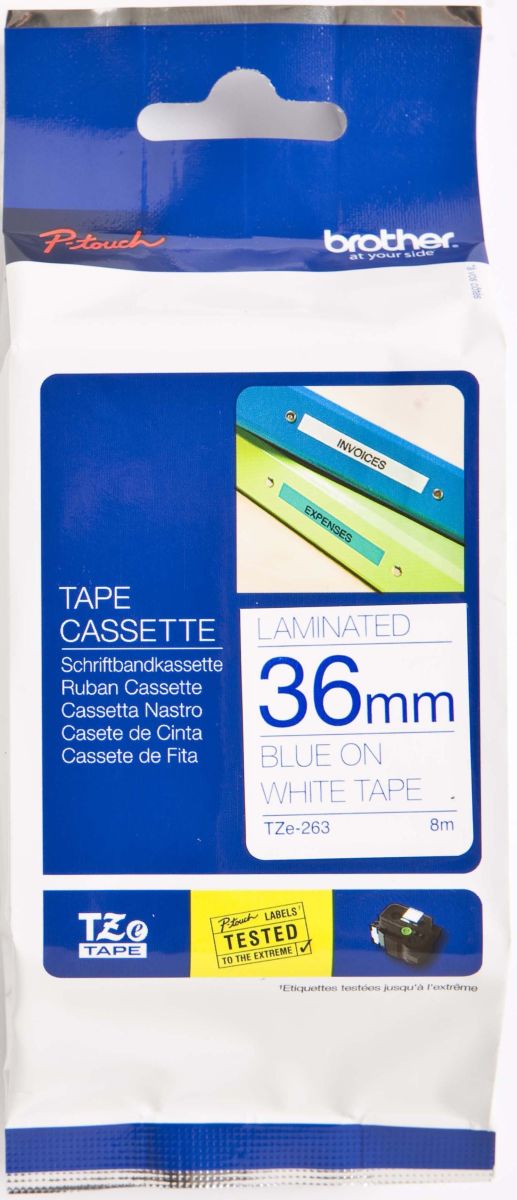 P-touch
brother
at your side
INVOICES
EXPENSES
TAPE
CASSETTE
Schriftbandkassette
Ruban Cassette
Cassetta Nastro
Casete de Cinta
Cassete de Fita
LAMINATED
36mm
BLUE ON
WHITE TAPE
TZe-263 8m
TZe
TAPE
P-touch LABELS†
TESTED
TO THE EXTREME
†Etiquettes testées jusqu'à l'extrême